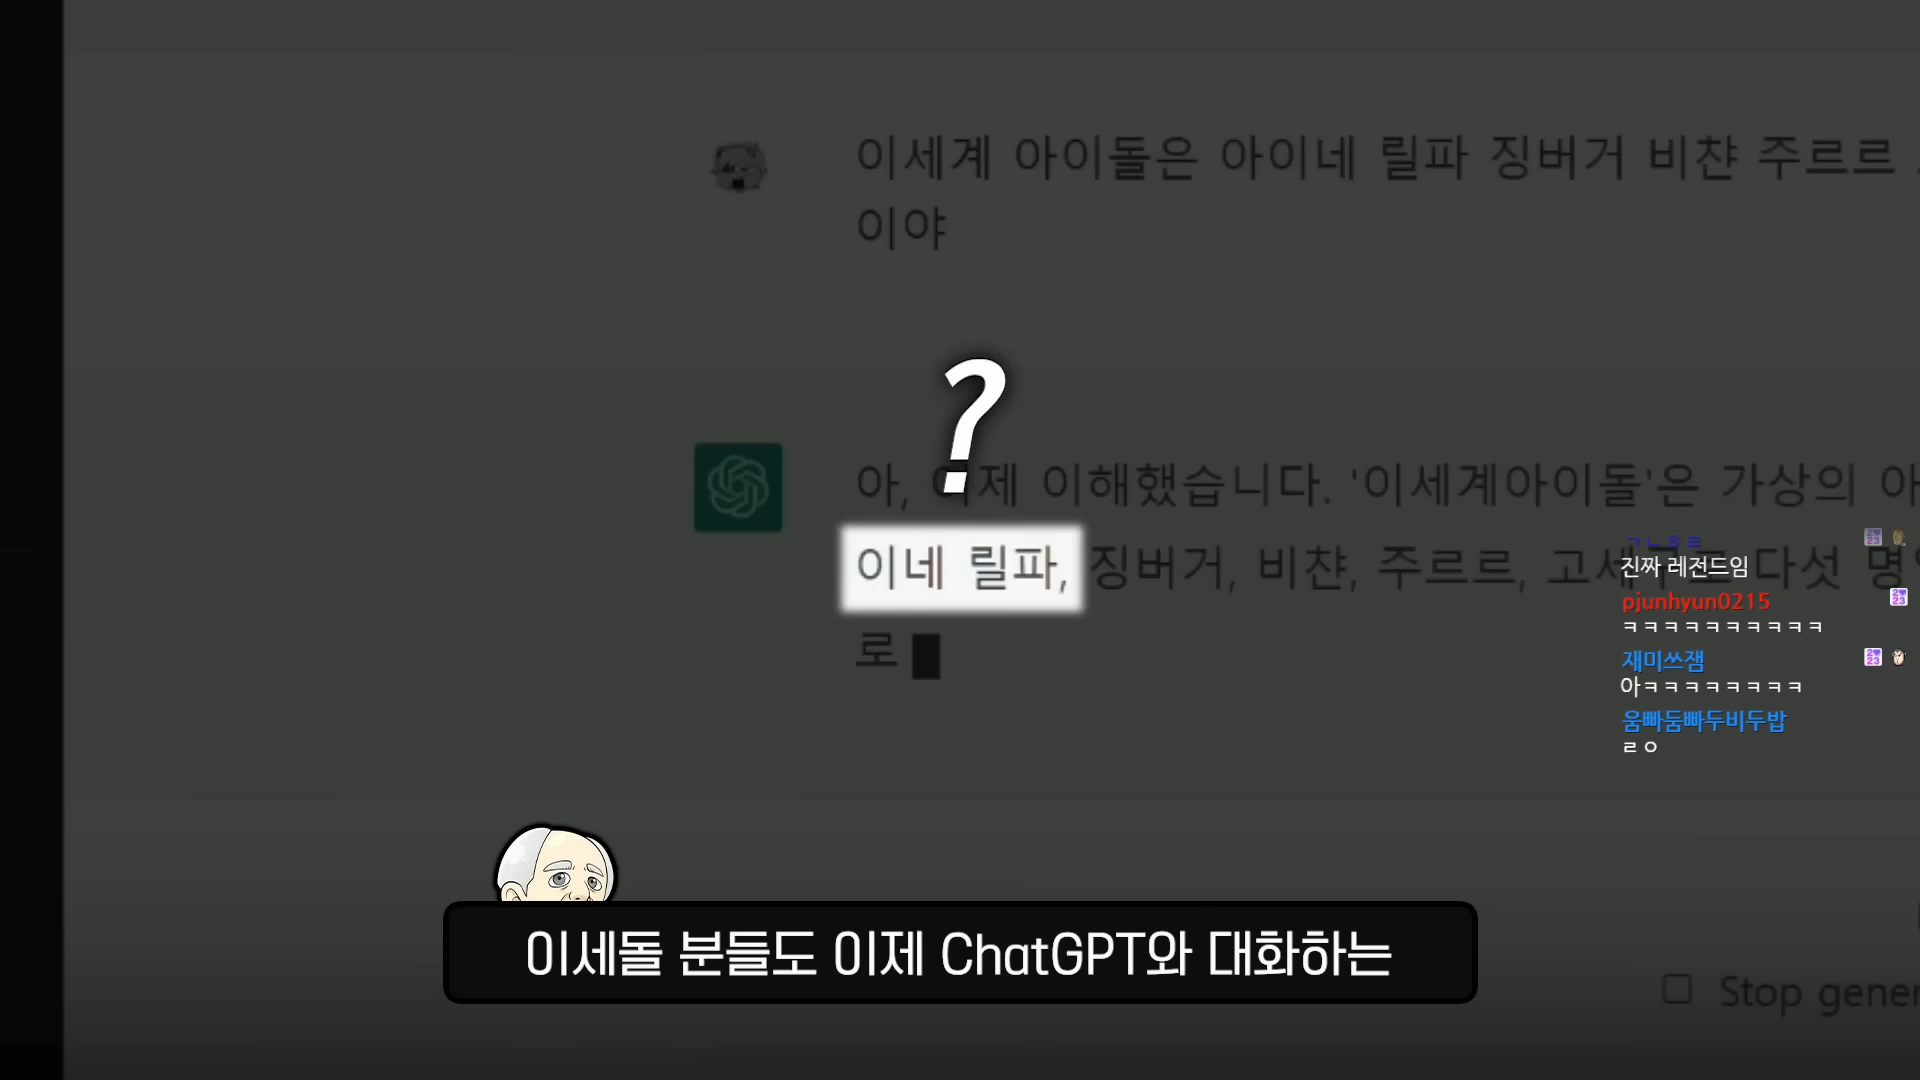 이세계 아이돌은 아이네 릴파 징버거 비챤 주르르
이야
?
아, 이제 이해했습니다. '이세계아이돌'은 가상의 아
이네 릴파, 징버거, 비챤, 주르르, 고세구로 다섯 명
로
진짜 레전드임
pjunhyun0215
ㅋㅋㅋㅋㅋㅋㅋㅋㅋㅋ
재미쓰잼
아ㅋㅋㅋㅋㅋㅋㅋㅋ
움빠둠빠두비두밥
ㄹㅇ
이세돌 분들도 이제 ChatGPT와 대화하는
Stop gener